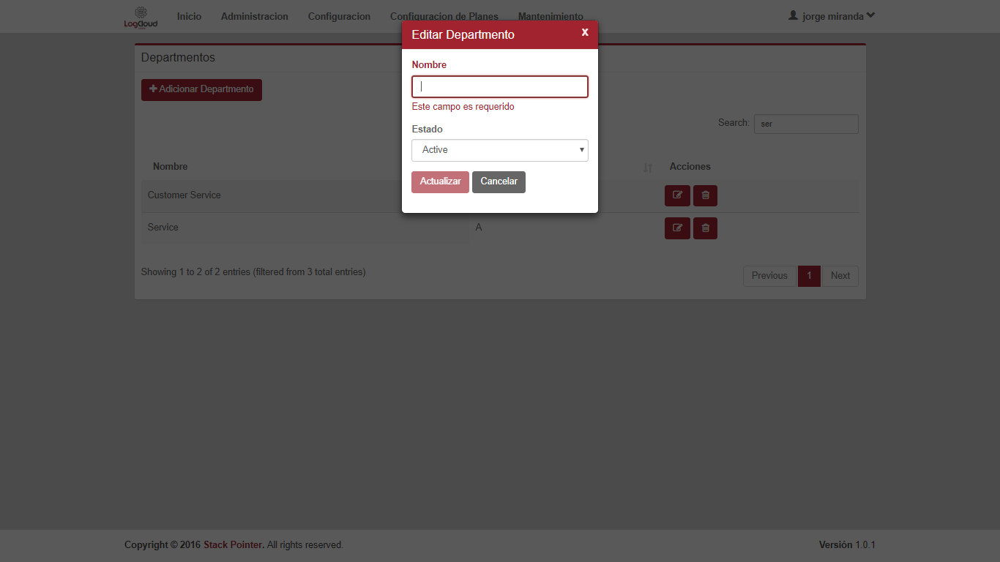 LogCloud
Inicio Administracion Configuracion Configuracion de Planes Mantenimiento jorge miranda
Editar Departmento x
Departmentos
Nombre
Adicionar Departmento
Este campo es requerido
Search: ser
Estado
Active
Nombre Acciones
Actualizar Cancelar
Customer Service
Service A
Showing 1 to 2 of 2 entries (filtered from 3 total entries)
Previous 1 Next
Copyright © 2016 Stack Pointer. All rights reserved. Versión 1.0.1